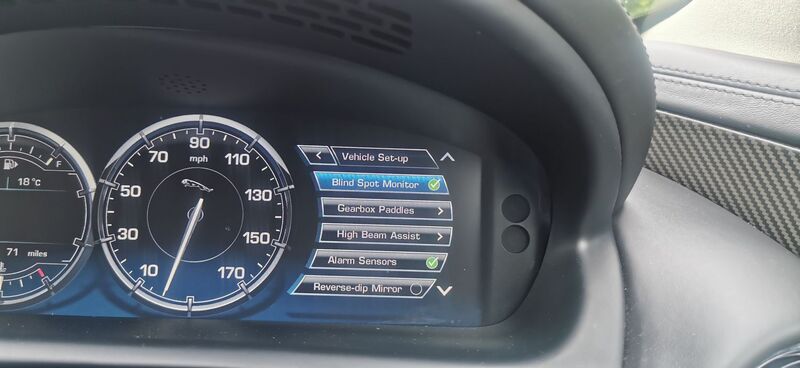 F
18°C
71 miles
90
mph
70
110
50
130
30
150
10
170
Vehicle Set-up
Blind Spot Monitor
Gearbox Paddles
High Beam Assist
Alarm Sensors
Reverse-dip Mirror